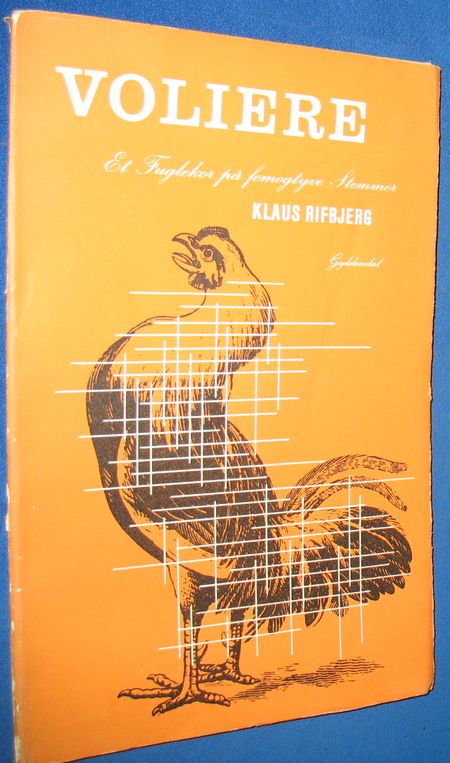 VOLIERE
Et Fuglekor på femogtyve Stemmer
KLAUS RIFBJERG
Gyldendal